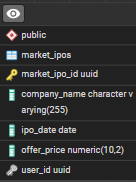 public
market_ipos
market_ipo_id uuid
company_name character v
arying(255)
ipo_date date
offer_price numeric(10,2)
user_id uuid